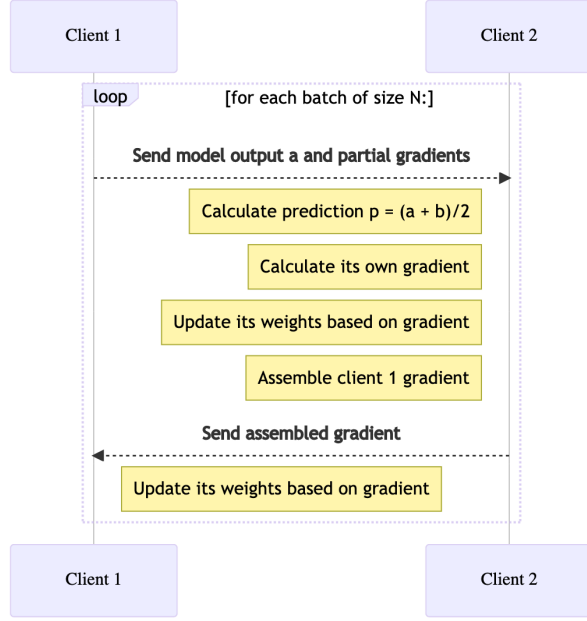 Client 1
Client 2
loop
[for each batch of size N:]
Send model output a and partial gradients
Calculate prediction p = (a + b)/2
Calculate its own gradient
Update its weights based on gradient
Assemble client 1 gradient
Send assembled gradient
Update its weights based on gradient
Client 1
Client 2